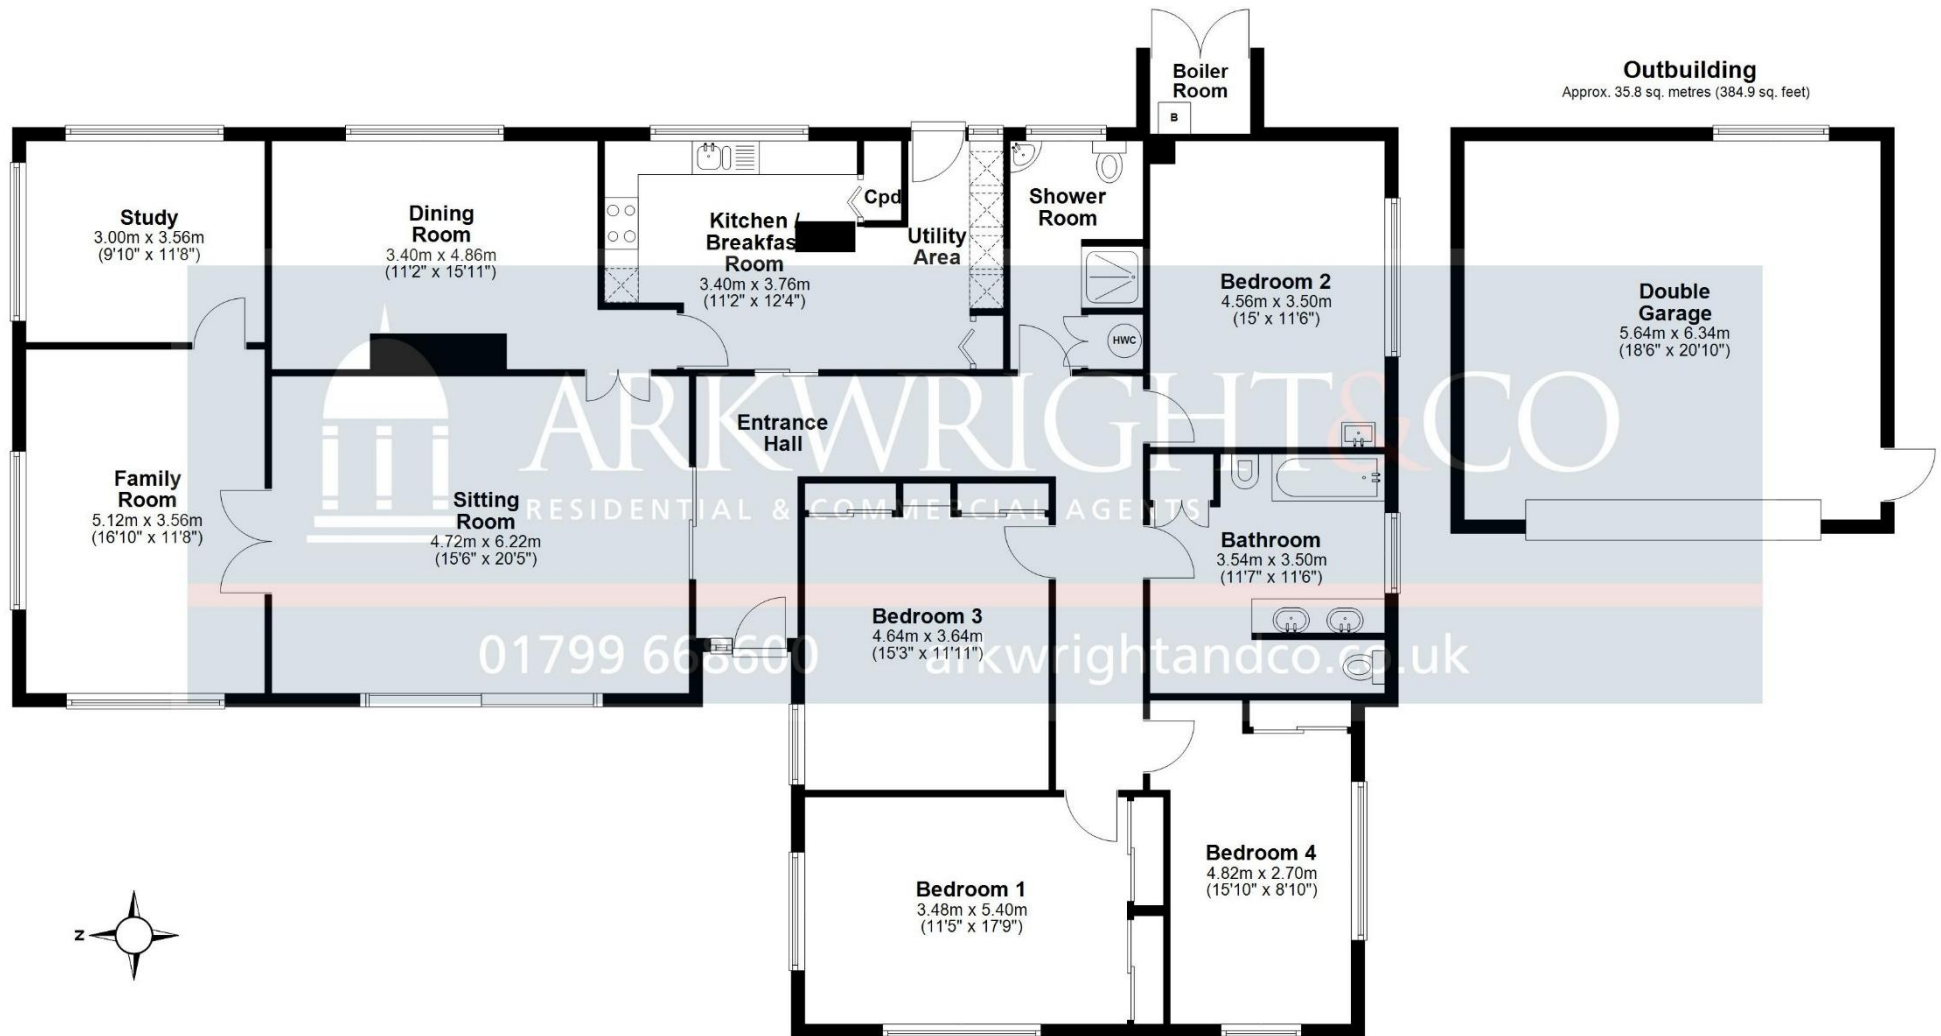 Boiler
Room
B
Outbuilding
Approx. 35.8 sq. metres (384.9 sq. feet)
Study
3.00m x 3.56m
(9'10" x 11'8")
Dining
Room
3.40m x 4.86m
(11'2" x 15'11")
Kitchen /
Breakfas
Room
3.40m x 3.76m
(11'2" x 12'4")
Cpd
Utility
Area
Shower
Room
HWC
Bedroom 2
4.56m x 3.50m
(15' x 11'6")
Double
Garage
5.64m x 6.34m
(18'6" x 20'10")
ARKWRIGHT&CO
RESIDENTIAL & COMMERCIAL AGENTS
Entrance
Hall
Family
Room
5.12m x 3.56m
(16'10" x 11'8")
Sitting
Room
4.72m x 6.22m
(15'6" x 20'5")
Bathroom
3.54m x 3.50m
(11'7" x 11'6")
Bedroom 3
4.64m x 3.64m
(15'3" x 11'11")
01799 668600 arkwrightandco.co.uk
Bedroom 1
3.48m x 5.40m
(11'5" x 17'9")
Bedroom 4
4.82m x 2.70m
(15'10" x 8'10")
N